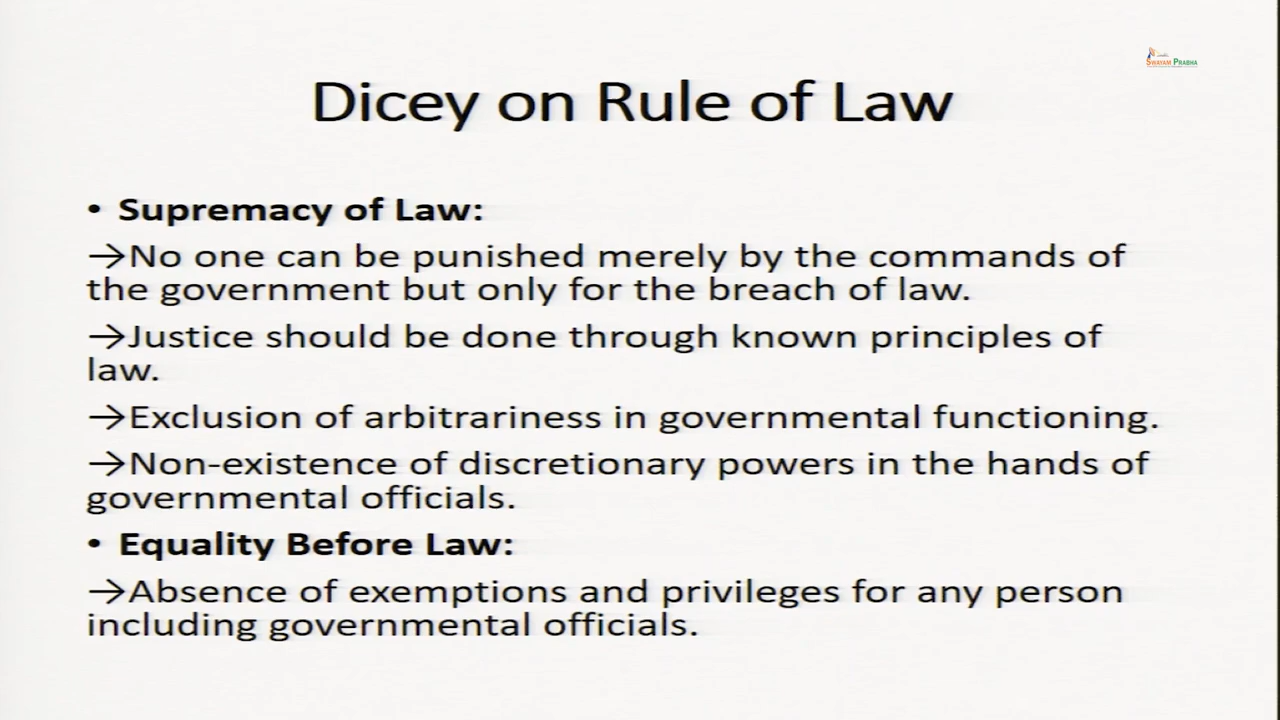 SWAYAM PRABHA
Dicey on Rule of Law
• Supremacy of Law:
→No one can be punished merely by the commands of
the government but only for the breach of law.
→Justice should be done through known principles of
law.
→Exclusion of arbitrariness in governmental functioning.
→Non-existence of discretionary powers in the hands of
governmental officials.
• Equality Before Law:
→Absence of exemptions and privileges for any person
including governmental officials.